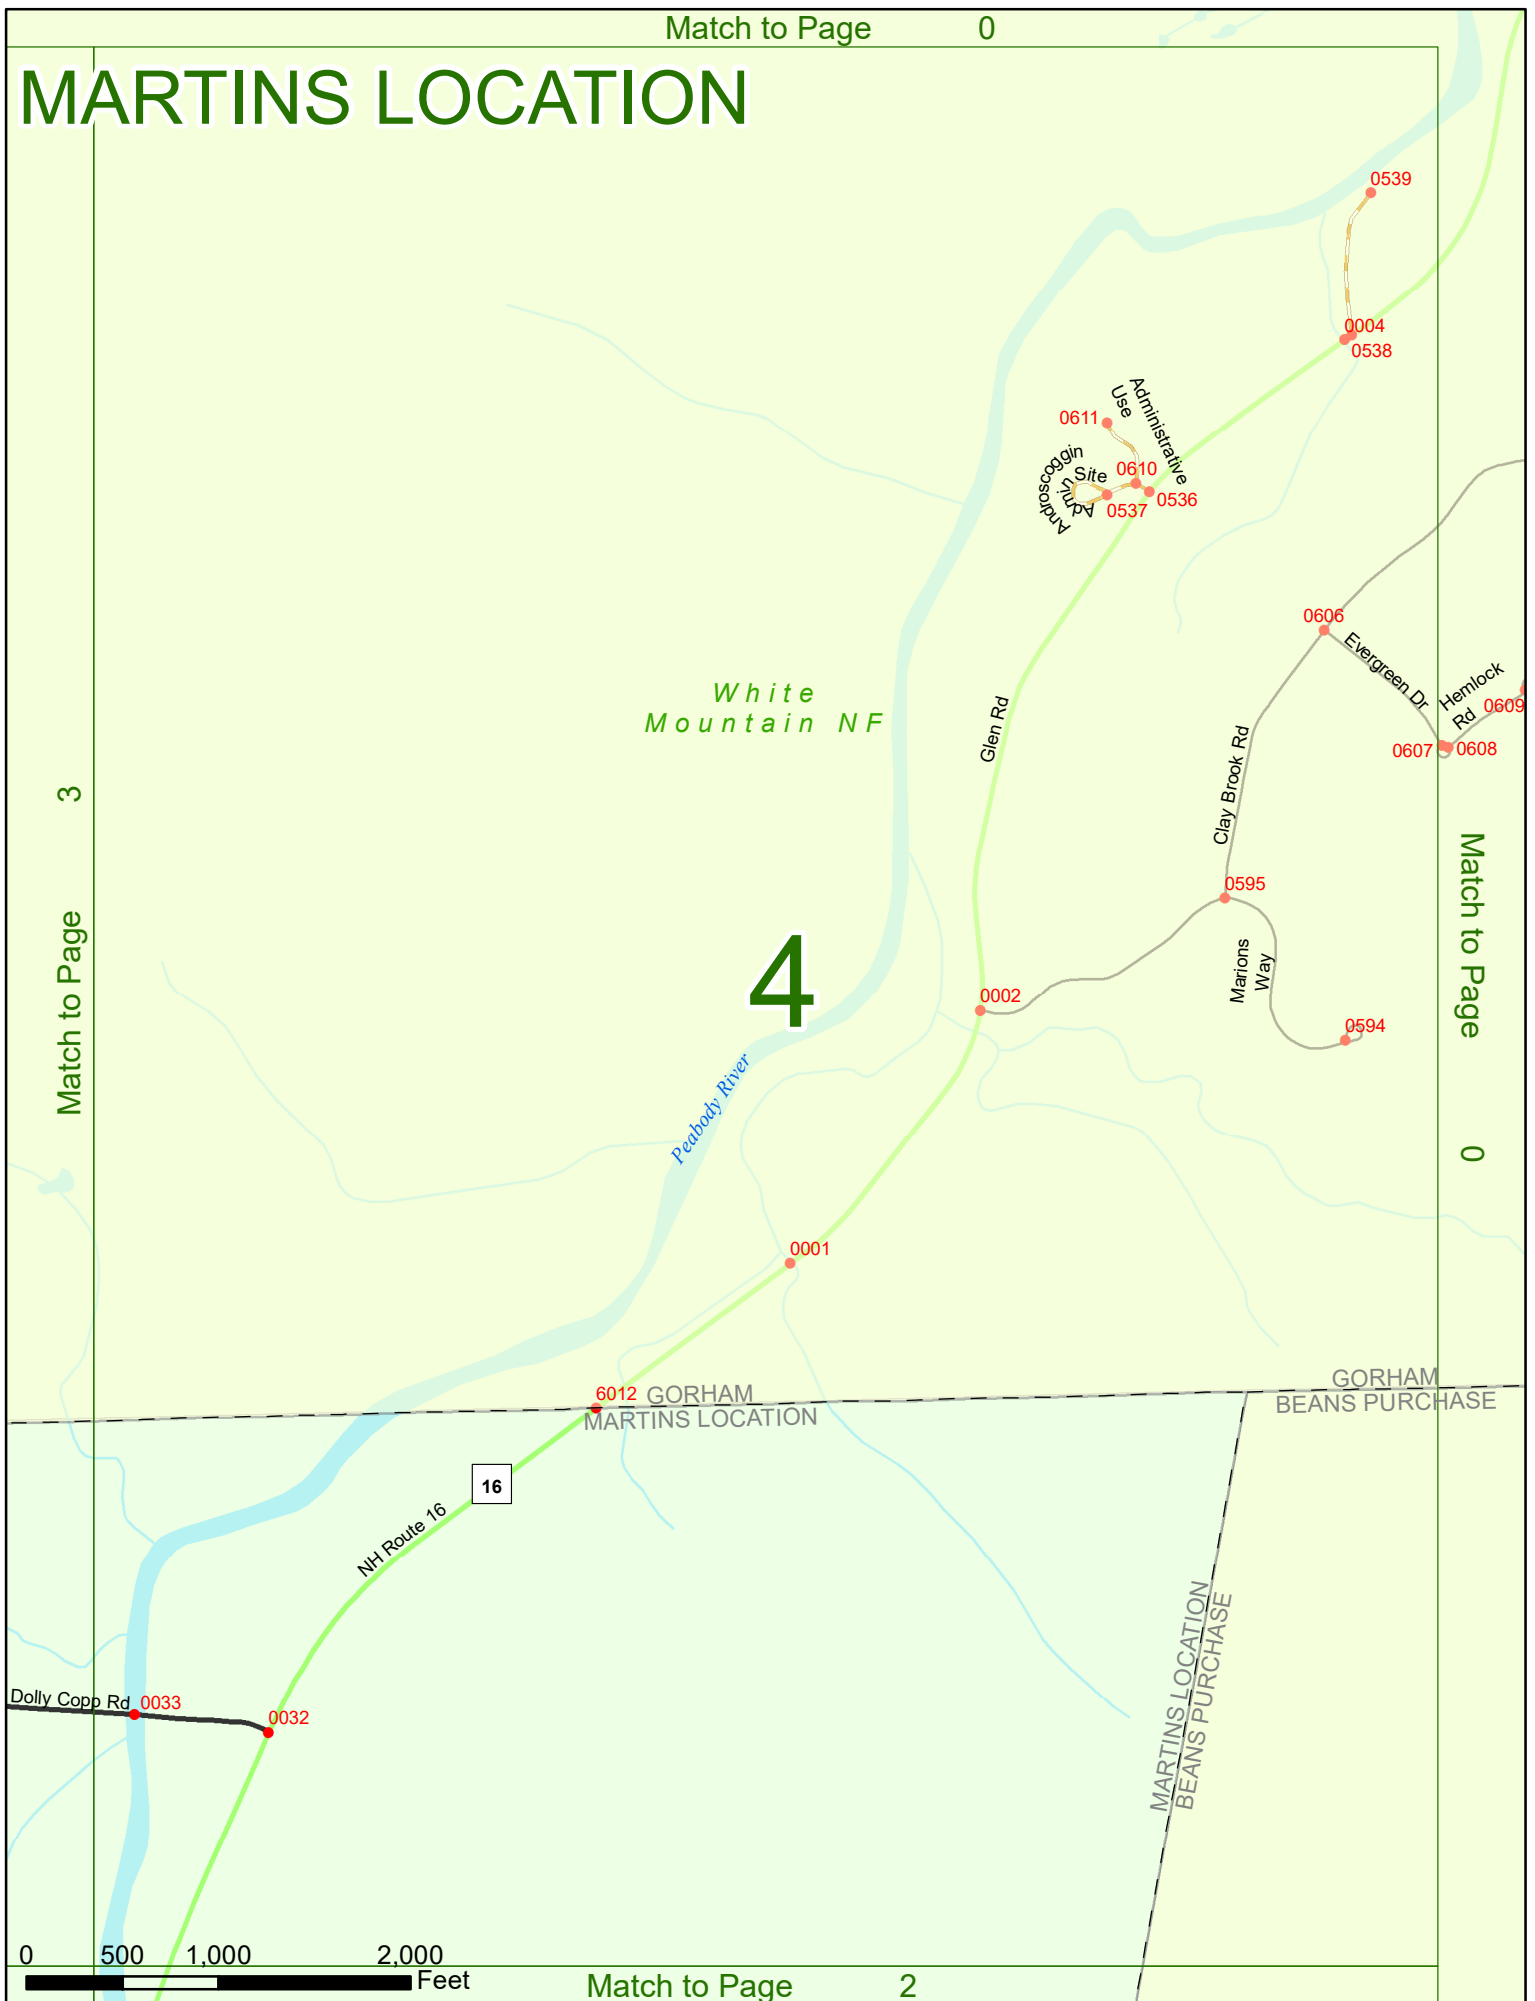 Match to Page 0
MARTINS LOCATION
0539
0004
0538
Administrative
Use
0611
Androscoggin
Admin Site
0610
0536
0537
0606
Evergreen Dr
Hemlock
Rd
0609
0607
0608
White
Mountain NF
Glen Rd
Clay Brook Rd
3
Match to Page
Match to Page
0
0595
Marions
Way
4
0002
0594
Peabody River
0001
6012
GORHAM
MARTINS LOCATION
GORHAM
BEANS PURCHASE
16
NH Route 16
MARTINS LOCATION
BEANS PURCHASE
Dolly Copp Rd
0033
0032
0 500 1,000 2,000
Feet
Match to Page 2